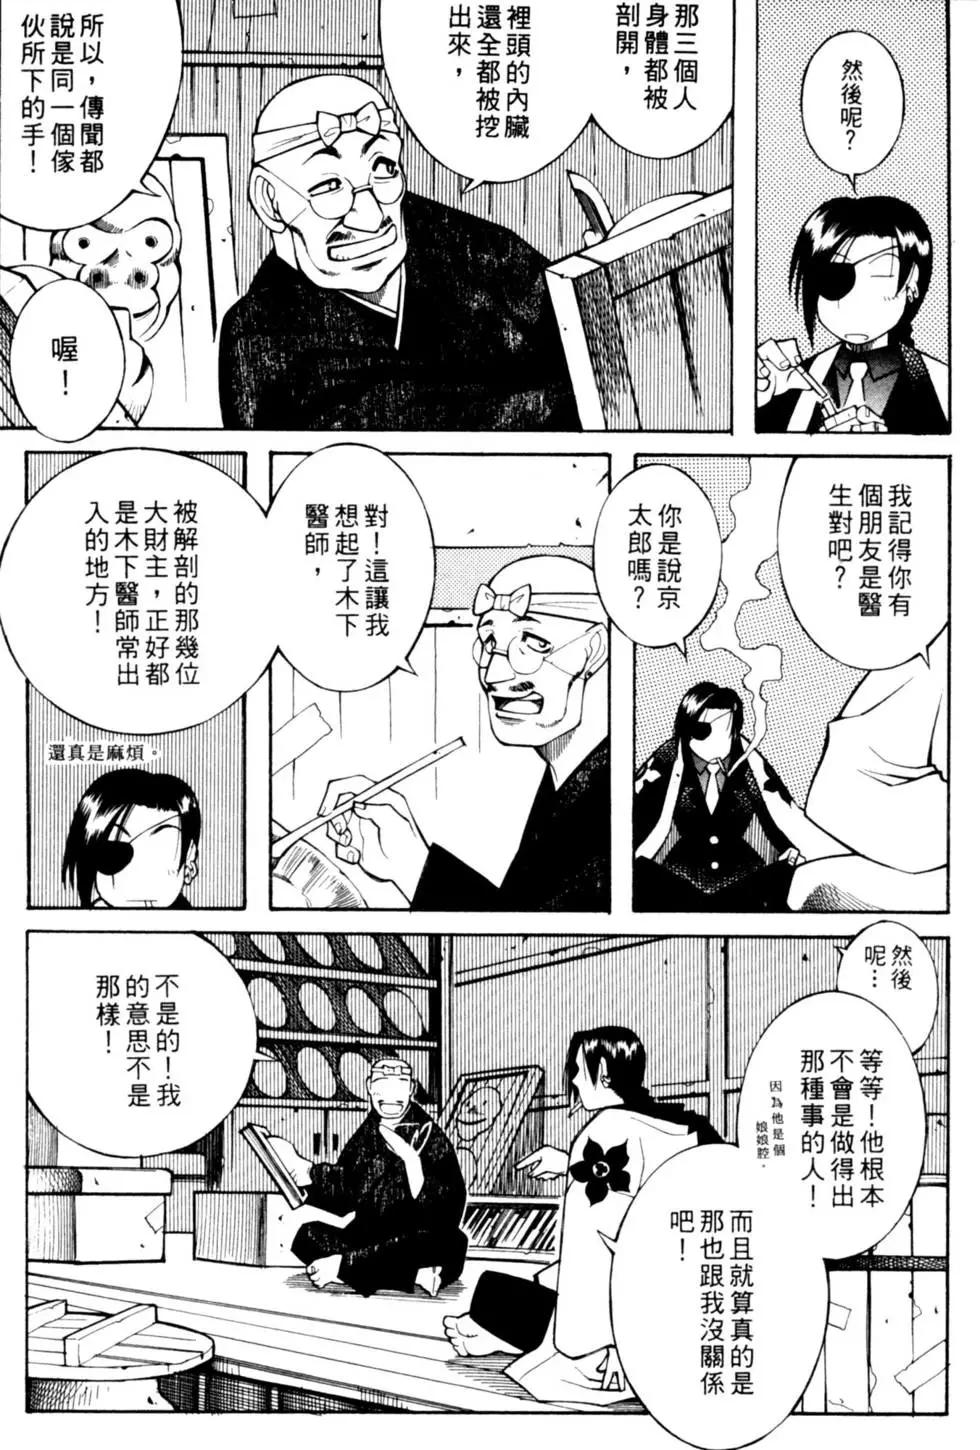 然後呢?
那三個人
身體都被
剖開,
裡頭的內臟
還全都被挖
出來,
所以,傳聞都
說是同一個傢
伙所下的手!
喔!
我記得你有
個朋友是醫
生對吧?
你是說京
太郎嗎?
對!這讓我
想起了木下
醫師,
被解剖的那幾位
大財主,正好都
是木下醫師常出
入的地方!
還真是麻煩。
然後
呢…
等等!他根本
不會是做得出
那種事的人!
因為他是個
娘娘腔。
而且就算真的是
那也跟我沒關係
吧!
不是的!我
的意思不是
那樣!